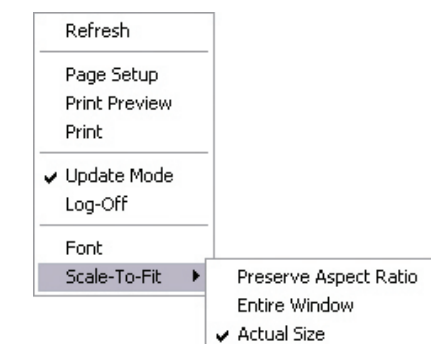 Refresh
Page Setup
Print Preview
Print
Update Mode
Log-Off
Font
Scale-To-Fit
Preserve Aspect Ratio
Entire Window
Actual Size